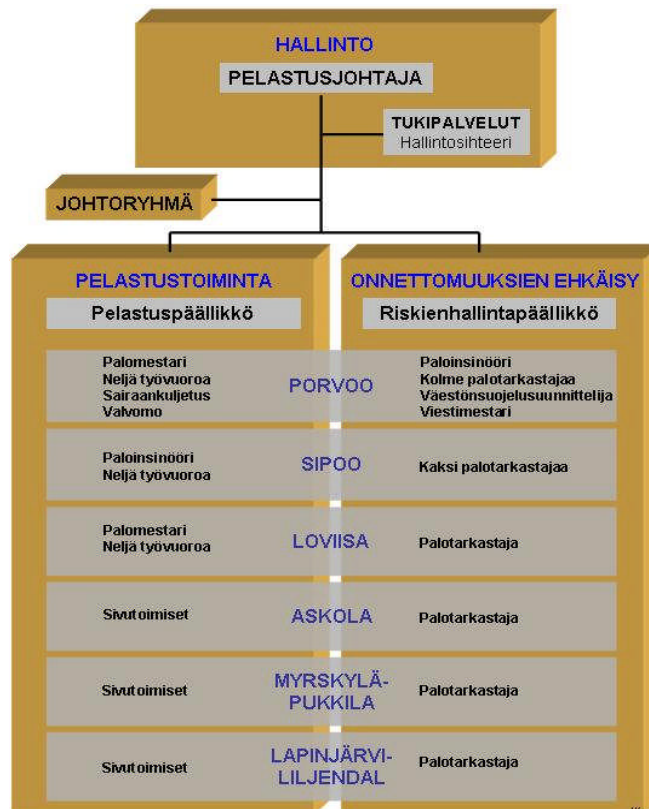 HALLINTO
PELASTUSJOHTAJA
TUKIPALVELUT
Hallintosihteeri
JOHTORYHMÄ
PELASTUSTOIMINTA
Pelastuspäällikkö
ONNETTOMUUKSIEN EHKÄISY
Riskienhallintapäällikkö
Palomestari
Neljä työvuoroa
Sairaankuljetus
Valvomo
PORVOO
Paloinsinööri
Kolme palotarkastajaa
Väestönsuojelusuunnittelija
Viestimestari
Paloinsinööri
Neljä työvuoroa
SIPOO
Kaksi palotarkastajaa
Palomestari
Neljä työvuoroa
LOVIISA
Palotarkastaja
Sivutoimiset
ASKOLA
Palotarkastaja
Sivutoimiset
MYRSKYLÄ-
PUKKILA
Palotarkastaja
Sivutoimiset
LAPINJÄRVI-
LILJENDAL
Palotarkastaja